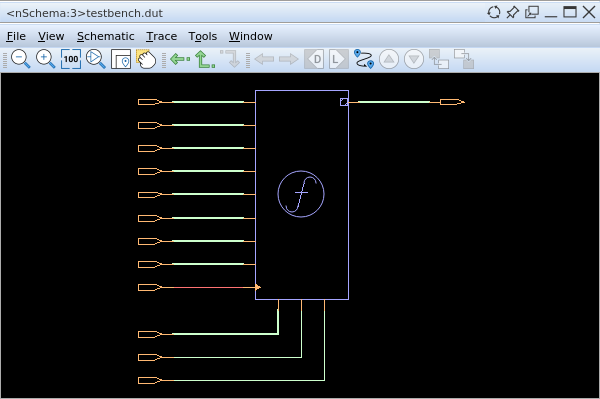 <nSchema:3>testbench.dut
File View Schematic Trace Tools Window
100 D L